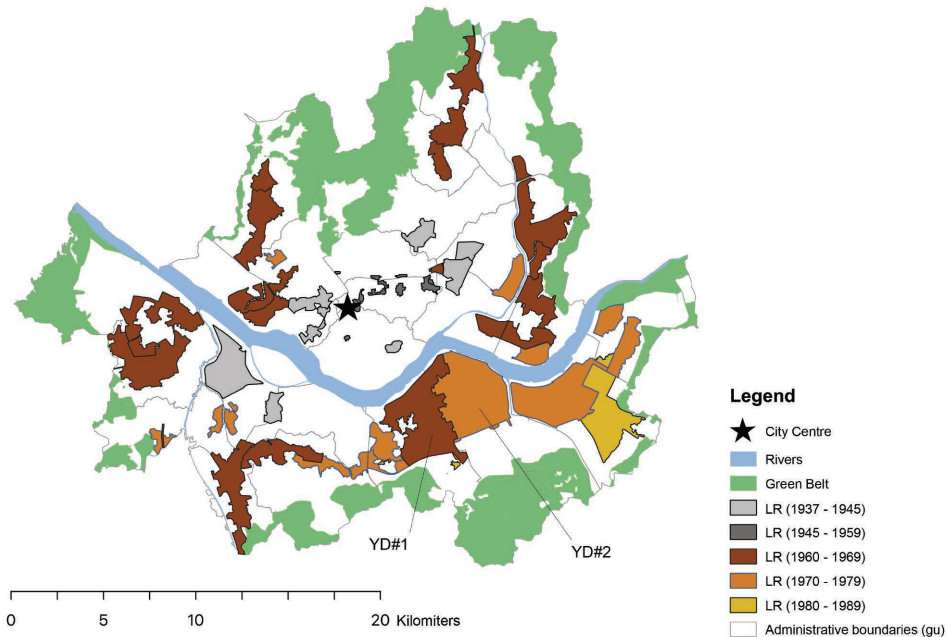 YD#1
YD#2
Legend
City Centre
Rivers
Green Belt
LR (1937 - 1945)
LR (1945 - 1959)
LR (1960 - 1969)
LR (1970 - 1979)
LR (1980 - 1989)
Administrative boundaries (gu)
0 5 10 20 Kilomiters